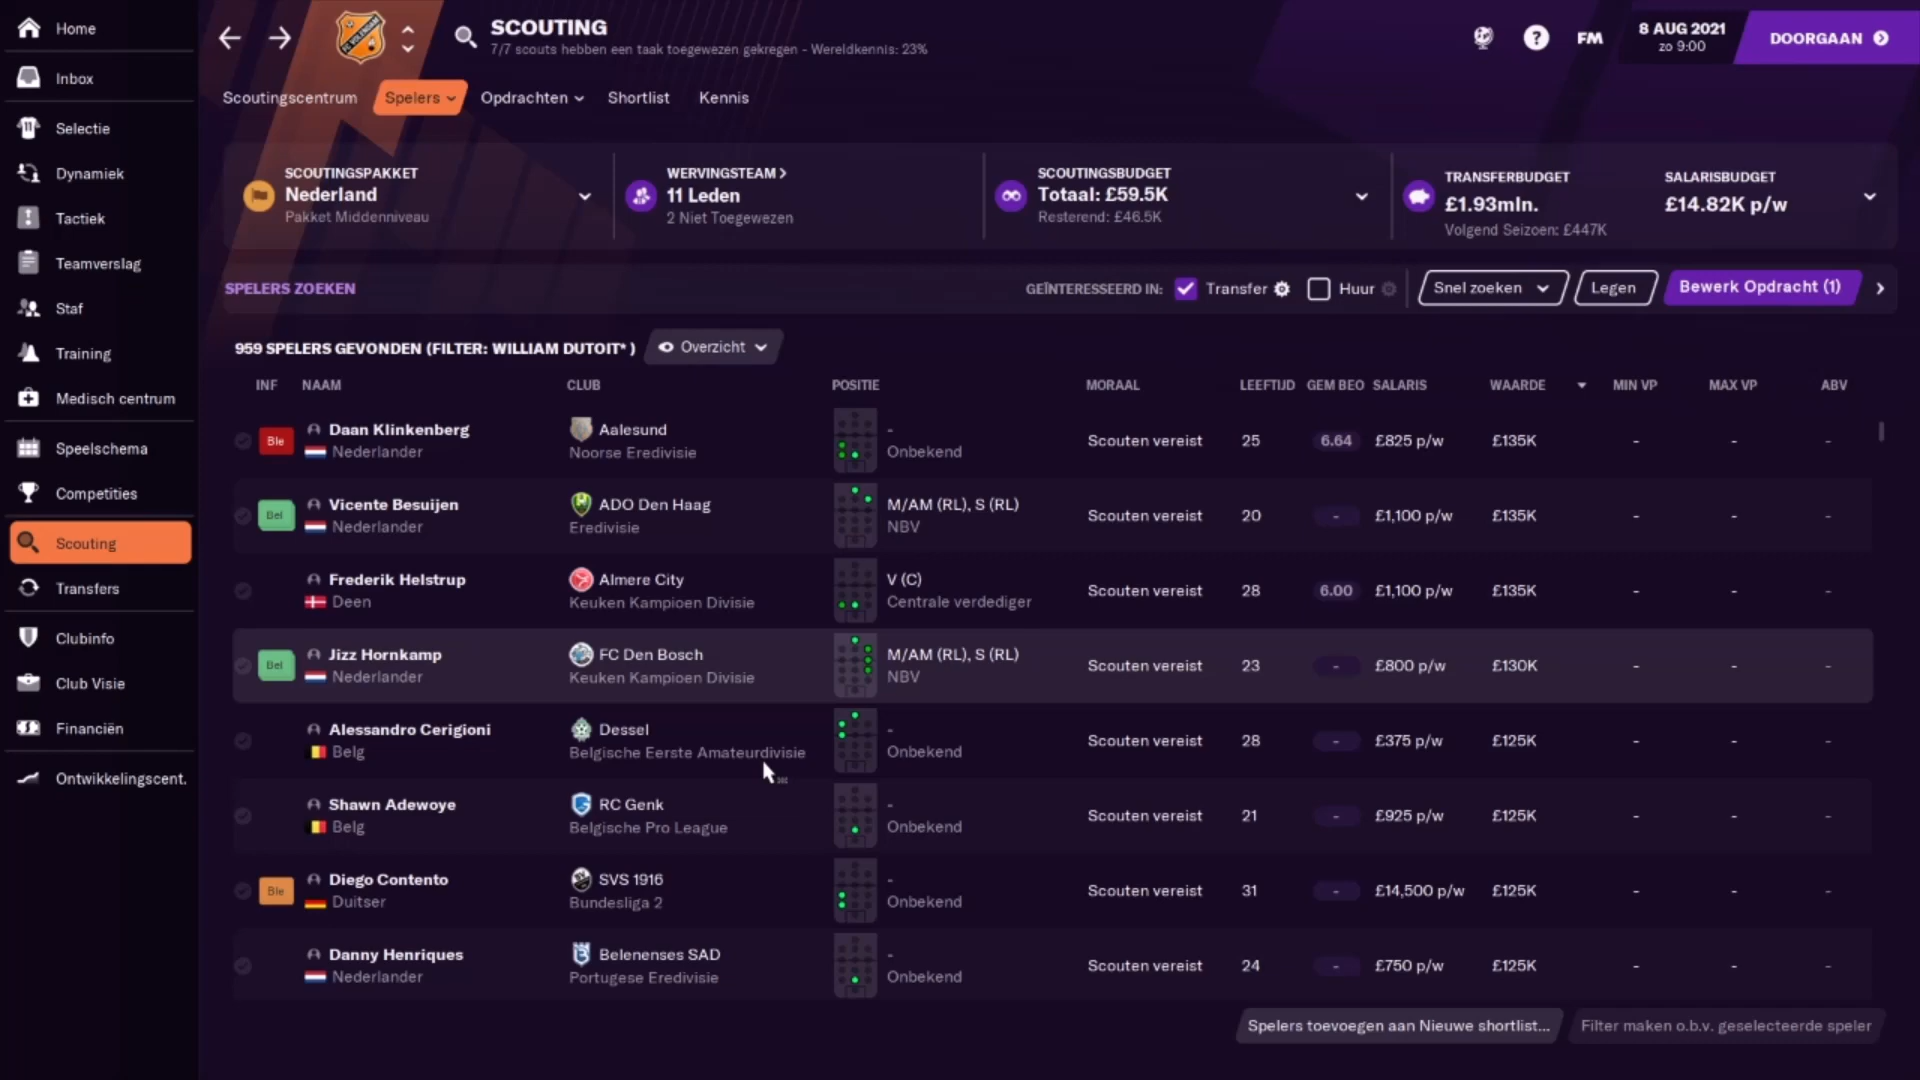 Home
Inbox
Selectie
Dynamiek
Tactiek
Teamverslag
Staf
Training
Medisch centrum
Speelschema
Competities
Scouting
Transfers
Clubinfo
Club Visie
Financiën
Ontwikkelingscent.
FC VOLENDAM
SCOUTING
7/7 scouts hebben een taak toegewezen gekregen - Wereldkennis: 23%
FM
8 AUG 2021
zo 9:00
DOORGAAN
Scoutingscentrum Spelers Opdrachten Shortlist Kennis
SCOUTINGSPAKKET
Nederland
Pakket Middenniveau
WERVINGSTEAM >
11 Leden
2 Niet Toegewezen
SCOUTINGSBUDGET
Totaal: £59.5K
Resterend: £46.5K
TRANSFERBUDGET
£1.93mln.
Volgend Seizoen: £447K
SALARISBUDGET
£14.82K p/w
SPELERS ZOEKEN
GEÏNTERESSEERD IN: Transfer Huur Snel zoeken Legen Bewerk Opdracht (1)
959 SPELERS GEVONDEN (FILTER: WILLIAM DUTOIT* ) Overzicht
INF NAAM CLUB POSITIE MORAAL LEEFTIJD GEM BEO SALARIS WAARDE MIN VP MAX VP ABV
Ble Daan Klinkenberg Aalesund - Scouten vereist 25 6.64 £825 p/w £135K - - -
Nederlander Noorse Eredivisie Onbekend
Bel Vicente Besuijen ADO Den Haag M/AM (RL), S (RL) Scouten vereist 20 - £1,100 p/w £135K - - -
Nederlander Eredivisie NBV
Frederik Helstrup Almere City V (C) Scouten vereist 28 6.00 £1,100 p/w £135K - - -
Deen Keuken Kampioen Divisie Centrale verdediger
Bel Jizz Hornkamp FC Den Bosch M/AM (RL), S (RL) Scouten vereist 23 - £800 p/w £130K - - -
Nederlander Keuken Kampioen Divisie NBV
Alessandro Cerigioni Dessel - Scouten vereist 28 - £375 p/w £125K - - -
Belg Belgische Eerste Amateurdivisie Onbekend
Shawn Adewoye RC Genk - Scouten vereist 21 - £925 p/w £125K - - -
Belg Belgische Pro League Onbekend
Ble Diego Contento SVS 1916 - Scouten vereist 31 - £14,500 p/w £125K - - -
Duitser Bundesliga 2 Onbekend
Danny Henriques Belenenses SAD - Scouten vereist 24 - £750 p/w £125K - - -
Nederlander Portugese Eredivisie Onbekend
Spelers toevoegen aan Nieuwe shortlist... Filter maken o.b.v. geselecteerde speler